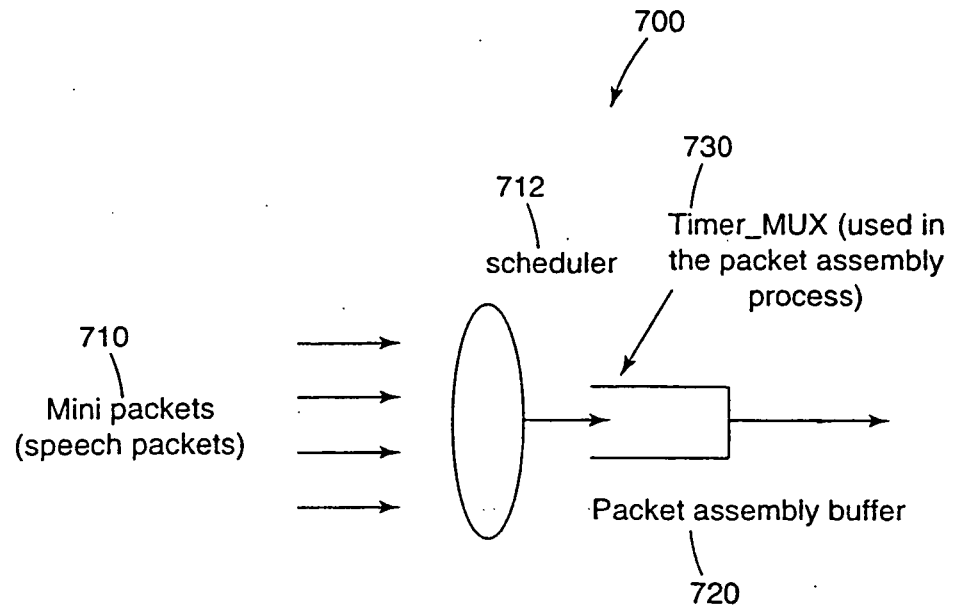 700
730
712
Timer_MUX (used in
the packet assembly
process)
scheduler
710
Mini packets
(speech packets)
Packet assembly buffer
720